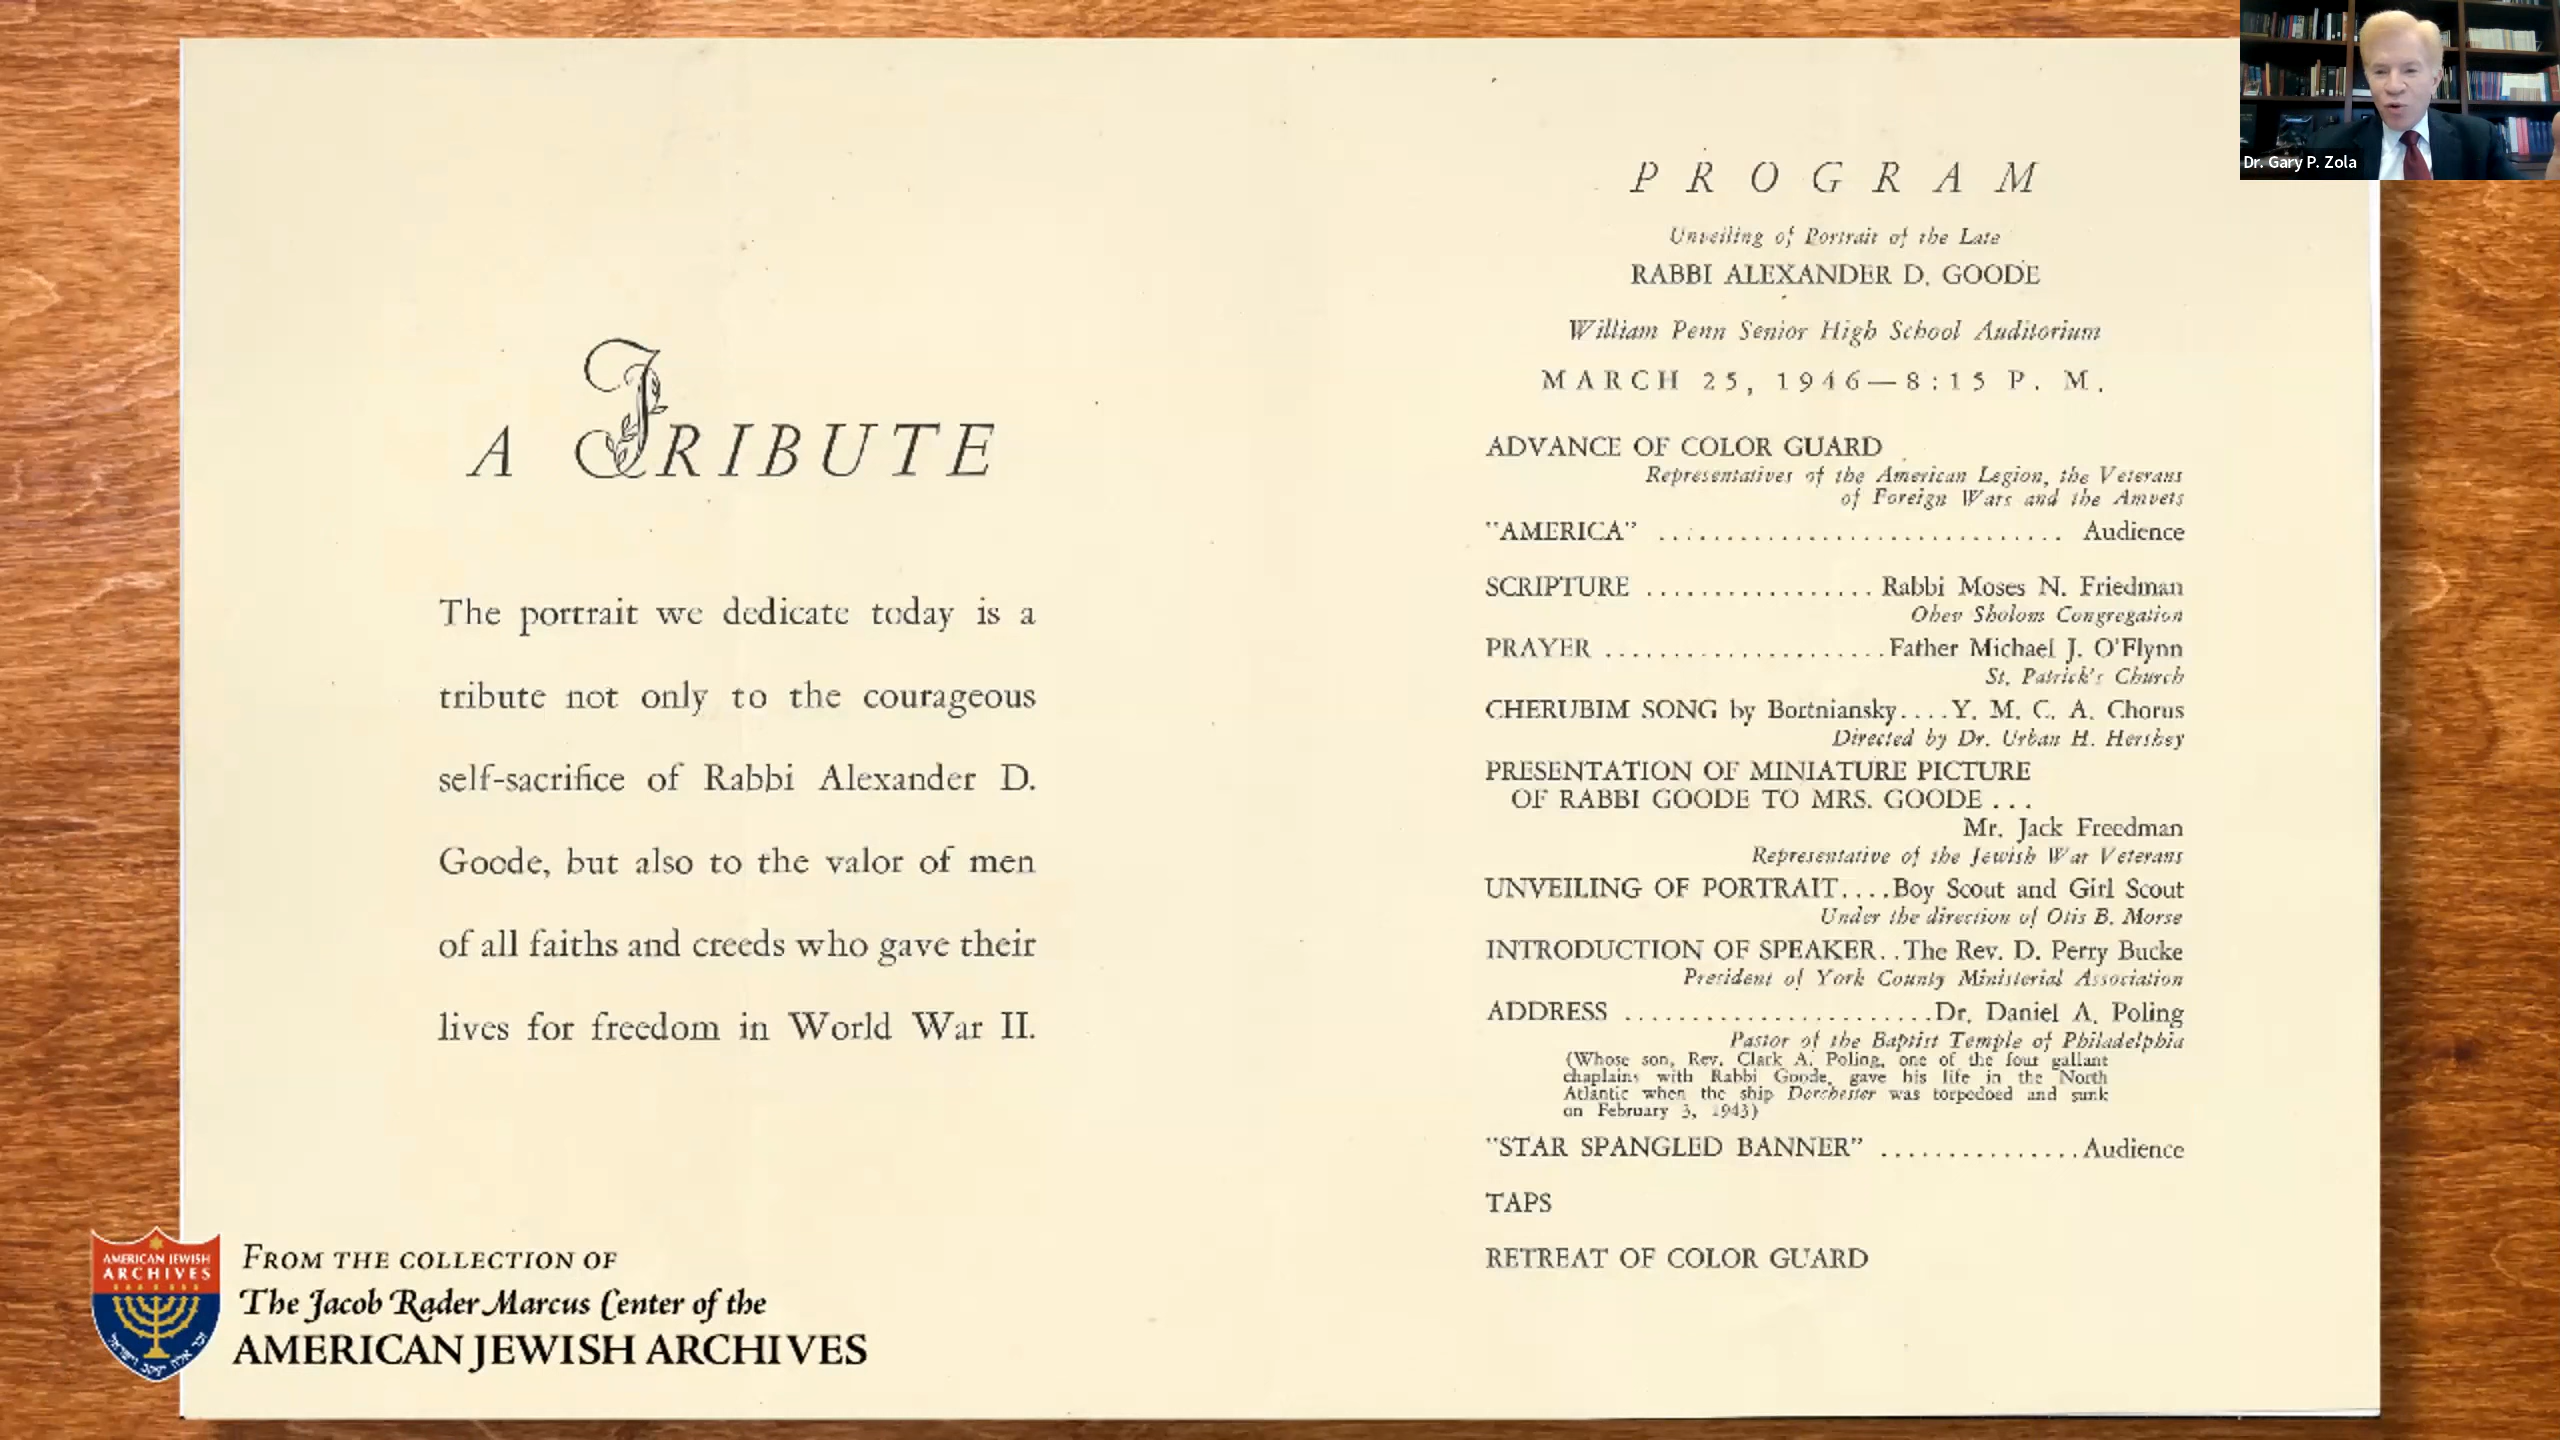 A TRIBUTE
The portrait we dedicate today is a
tribute not only to the courageous
self-sacrifice of Rabbi Alexander D.
Goode, but also to the valor of men
of all faiths and creeds who gave their
lives for freedom in World War II.
AMERICAN JEWISH
ARCHIVES
FROM THE COLLECTION OF
The Jacob Rader Marcus Center of the
AMERICAN JEWISH ARCHIVES
PROGRAM
Unveiling of Portrait of the Late
RABBI ALEXANDER D. GOODE
William Penn Senior High School Auditorium
MARCH 25, 1946—8:15 P. M.
ADVANCE OF COLOR GUARD
Representatives of the American Legion, the Veterans
of Foreign Wars and the Amvets
"AMERICA" .............................. Audience
SCRIPTURE ................. Rabbi Moses N. Friedman
Ohev Sholom Congregation
PRAYER ..................... Father Michael J. O'Flynn
St. Patrick's Church
CHERUBIM SONG by Bortniansky....Y. M. C. A. Chorus
Directed by Dr. Urban H. Hershey
PRESENTATION OF MINIATURE PICTURE
OF RABBI GOODE TO MRS. GOODE ...
Mr. Jack Freedman
Representative of the Jewish War Veterans
UNVEILING OF PORTRAIT....Boy Scout and Girl Scout
Under the direction of Otis B. Morse
INTRODUCTION OF SPEAKER..The Rev. D. Perry Bucke
President of York County Ministerial Association
ADDRESS .......................Dr. Daniel A. Poling
Pastor of the Baptist Temple of Philadelphia
(Whose son, Rev. Clark A. Poling, one of the four gallant
chaplains with Rabbi Goode, gave his life in the North
Atlantic when the ship Dorchester was torpedoed and sunk
on February 3, 1943)
"STAR SPANGLED BANNER" ...............Audience
TAPS
RETREAT OF COLOR GUARD
Dr. Gary P. Zola